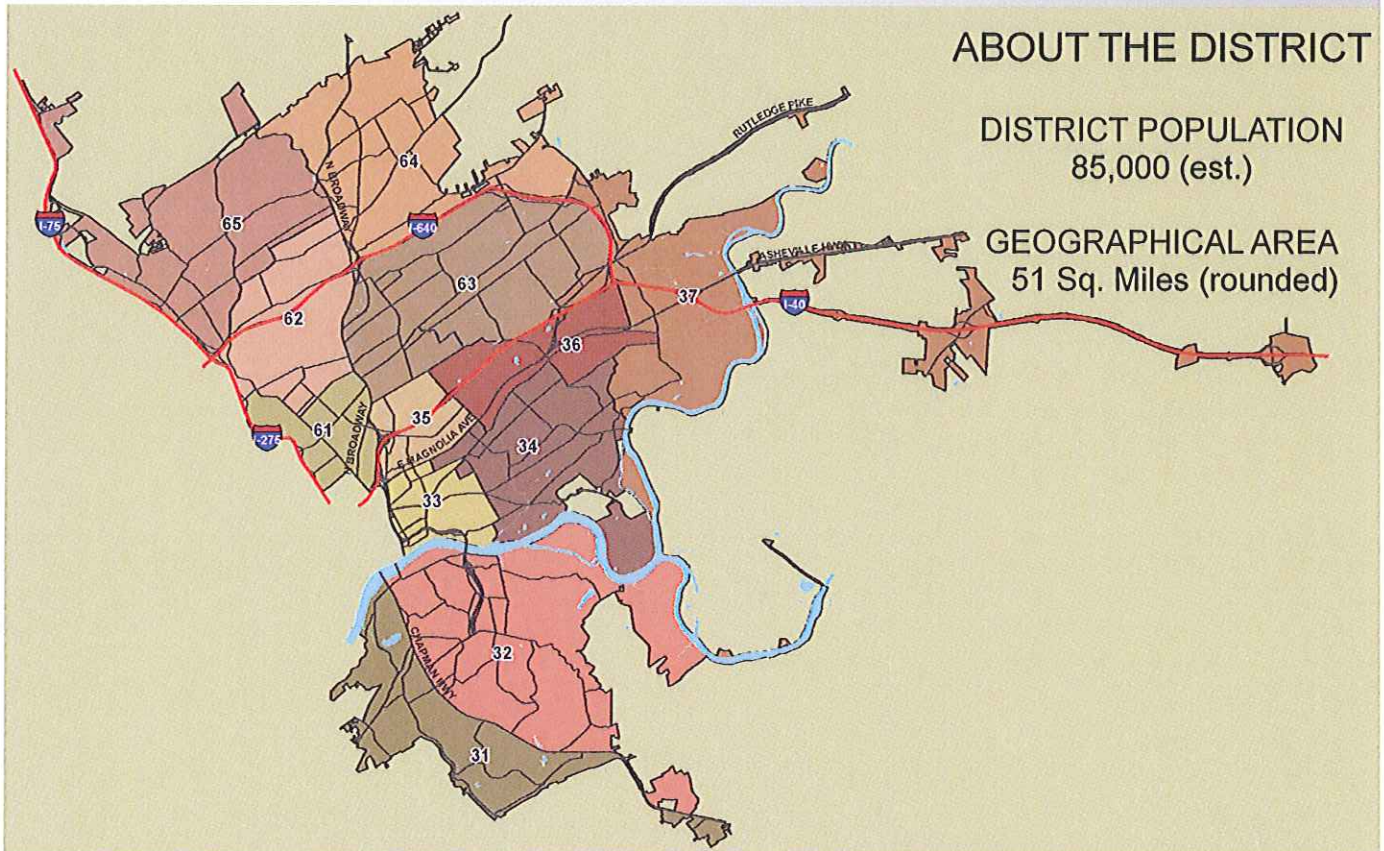 ABOUT THE DISTRICT
DISTRICT POPULATION
85,000 (est.)
GEOGRAPHICAL AREA
51 Sq. Miles (rounded)
RUTLEDGE PIKE
64
N BROADWAY
65
I-75
I-640
ASHEVILLE HWY
63
37
I-40
62
36
35
61
N BROADWAY
I-275
E MAGNOLIA AVE
34
33
CHAPMAN HWY
32
31